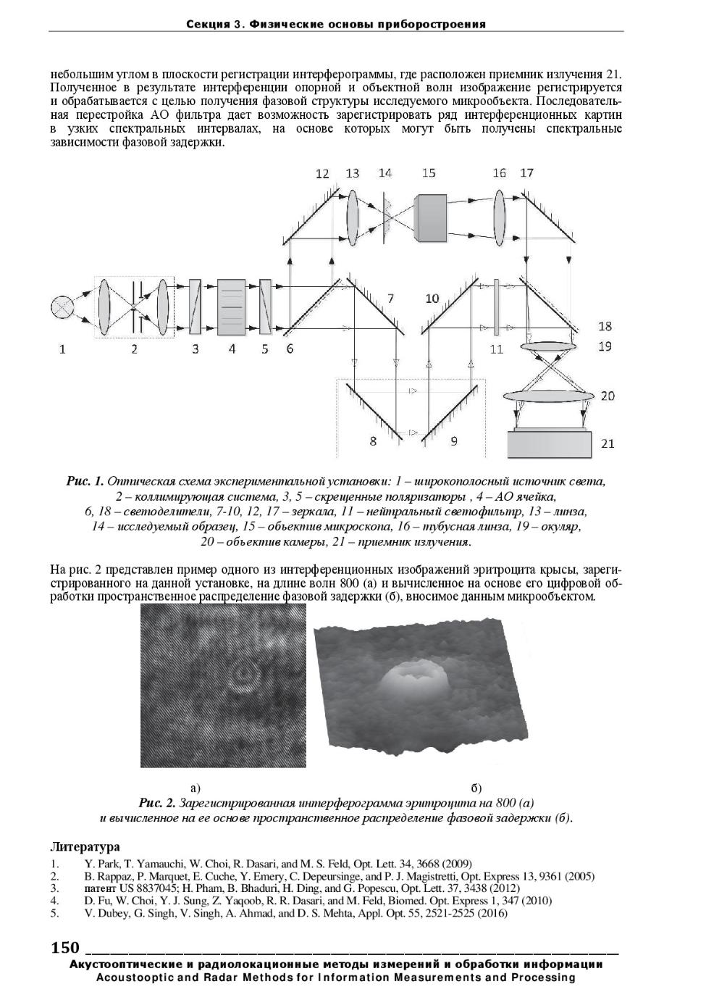 Секция 3. Физические основы приборостроения
небольшим углом в плоскости регистрации интерферограммы, где расположен приемник излучения 21.
Полученное в результате интерференции опорной и объектной волн изображение регистрируется
и обрабатывается с целью получения фазовой структуры исследуемого микрообъекта. Последователь-
ная перестройка АО фильтра дает возможность зарегистрировать ряд интерференционных картин
в узких спектральных интервалах, на основе которых могут быть получены спектральные
зависимости фазовой задержки.
12 13 14 15 16 17
7 10
18
1 2 3 4 5 6 11 19
20
8 9 21
Рис. 1. Оптическая схема экспериментальной установки: 1 – широкополосный источник света,
2 – коллимирующая система, 3, 5 – скрещенные поляризаторы , 4 – АО ячейка,
6, 18 – светоделители, 7-10, 12, 17 – зеркала, 11 – нейтральный светофильтр, 13 – линза,
14 – исследуемый образец, 15 – объектив микроскопа, 16 – тубусная линза, 19 – окуляр,
20 – объектив камеры, 21 – приемник излучения.
На рис. 2 представлен пример одного из интерференционных изображений эритроцита крысы, зареги-
стрированного на данной установке, на длине волн 800 (а) и вычисленное на основе его цифровой об-
работки пространственное распределение фазовой задержки (б), вносимое данным микрообъектом.
а) б)
Рис. 2. Зарегистрированная интерферограмма эритроцита на 800 (а)
и вычисленное на ее основе пространственное распределение фазовой задержки (б).
Литература
1. Y. Park, T. Yamauchi, W. Choi, R. Dasari, and M. S. Feld, Opt. Lett. 34, 3668 (2009)
2. B. Rappaz, P. Marquet, E. Cuche, Y. Emery, C. Depeursinge, and P. J. Magistretti, Opt. Express 13, 9361 (2005)
3. патент US 8837045; H. Pham, B. Bhaduri, H. Ding, and G. Popescu, Opt. Lett. 37, 3438 (2012)
4. D. Fu, W. Choi, Y. J. Sung, Z. Yaqoob, R. R. Dasari, and M. Feld, Biomed. Opt. Express 1, 347 (2010)
5. V. Dubey, G. Singh, V. Singh, A. Ahmad, and D. S. Mehta, Appl. Opt. 55, 2521-2525 (2016)
150
Акустооптические и радиолокационные методы измерений и обработки информации
Acoustooptic and Radar Methods for Information Measurements and Processing